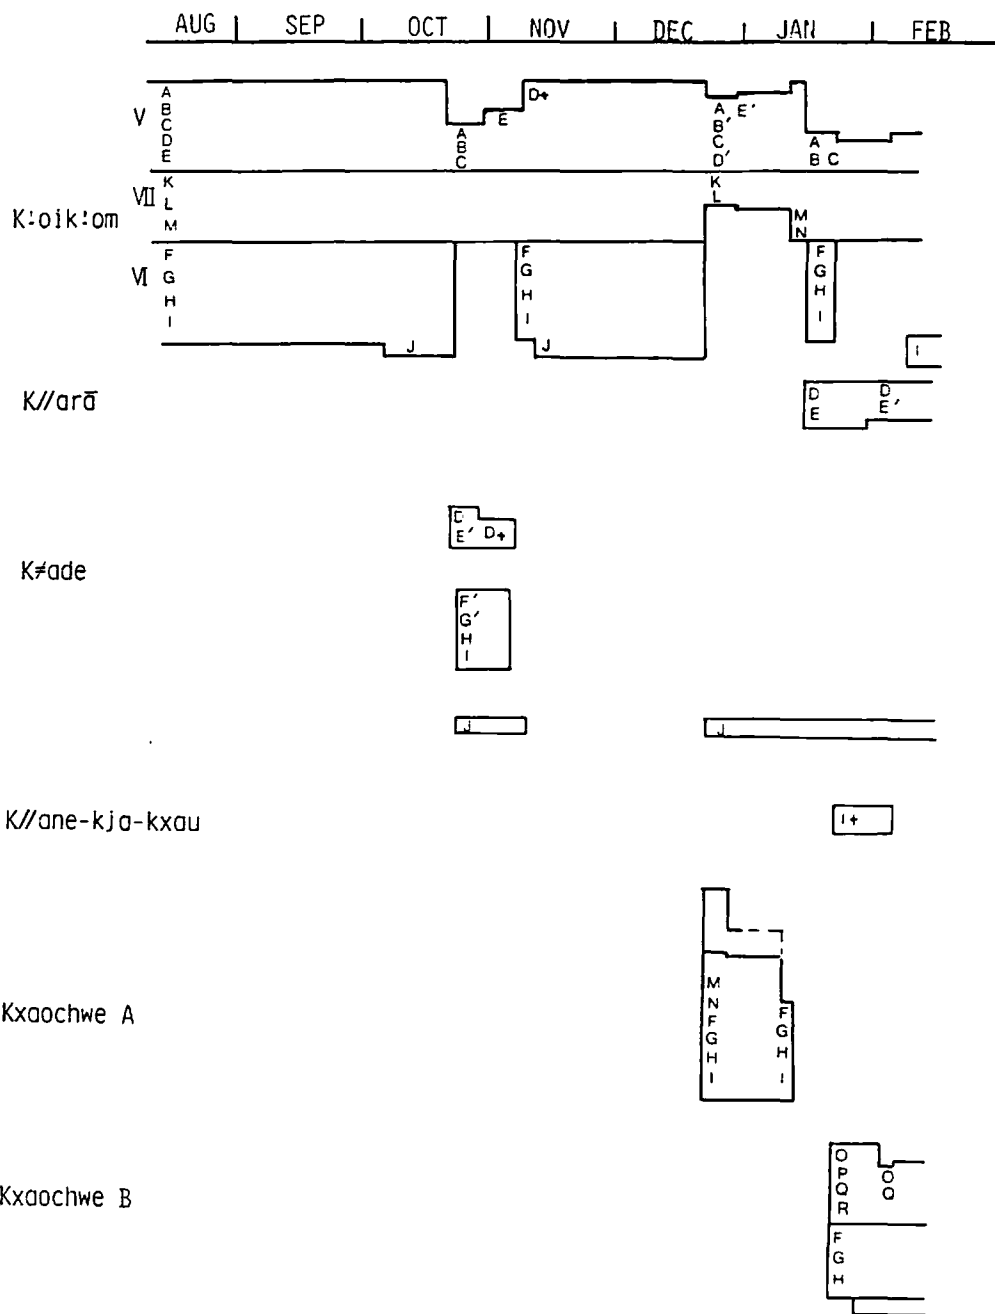 AUG | SEP | OCT | NOV | DEC | JAN | FEB
V
A
B
C
D
E
A
B
C
E
D+
A
B′
C
D′
E′
A
B C
K!oik!om
VII
K
L
M
K
L
M
N
VI
F
G
H
I
J
F
G
H
I
J
F
G
H
I
I
K//arā
D
E
D
E′
K≠ade
D
E′ D+
F′
G′
H
I
J
J
K//ane-kja-kxau
I+
Kxaochwe A
M
N
F
G
H
I
F
G
H
I
Kxaochwe B
O
P
Q
R
O
Q
F
G
H